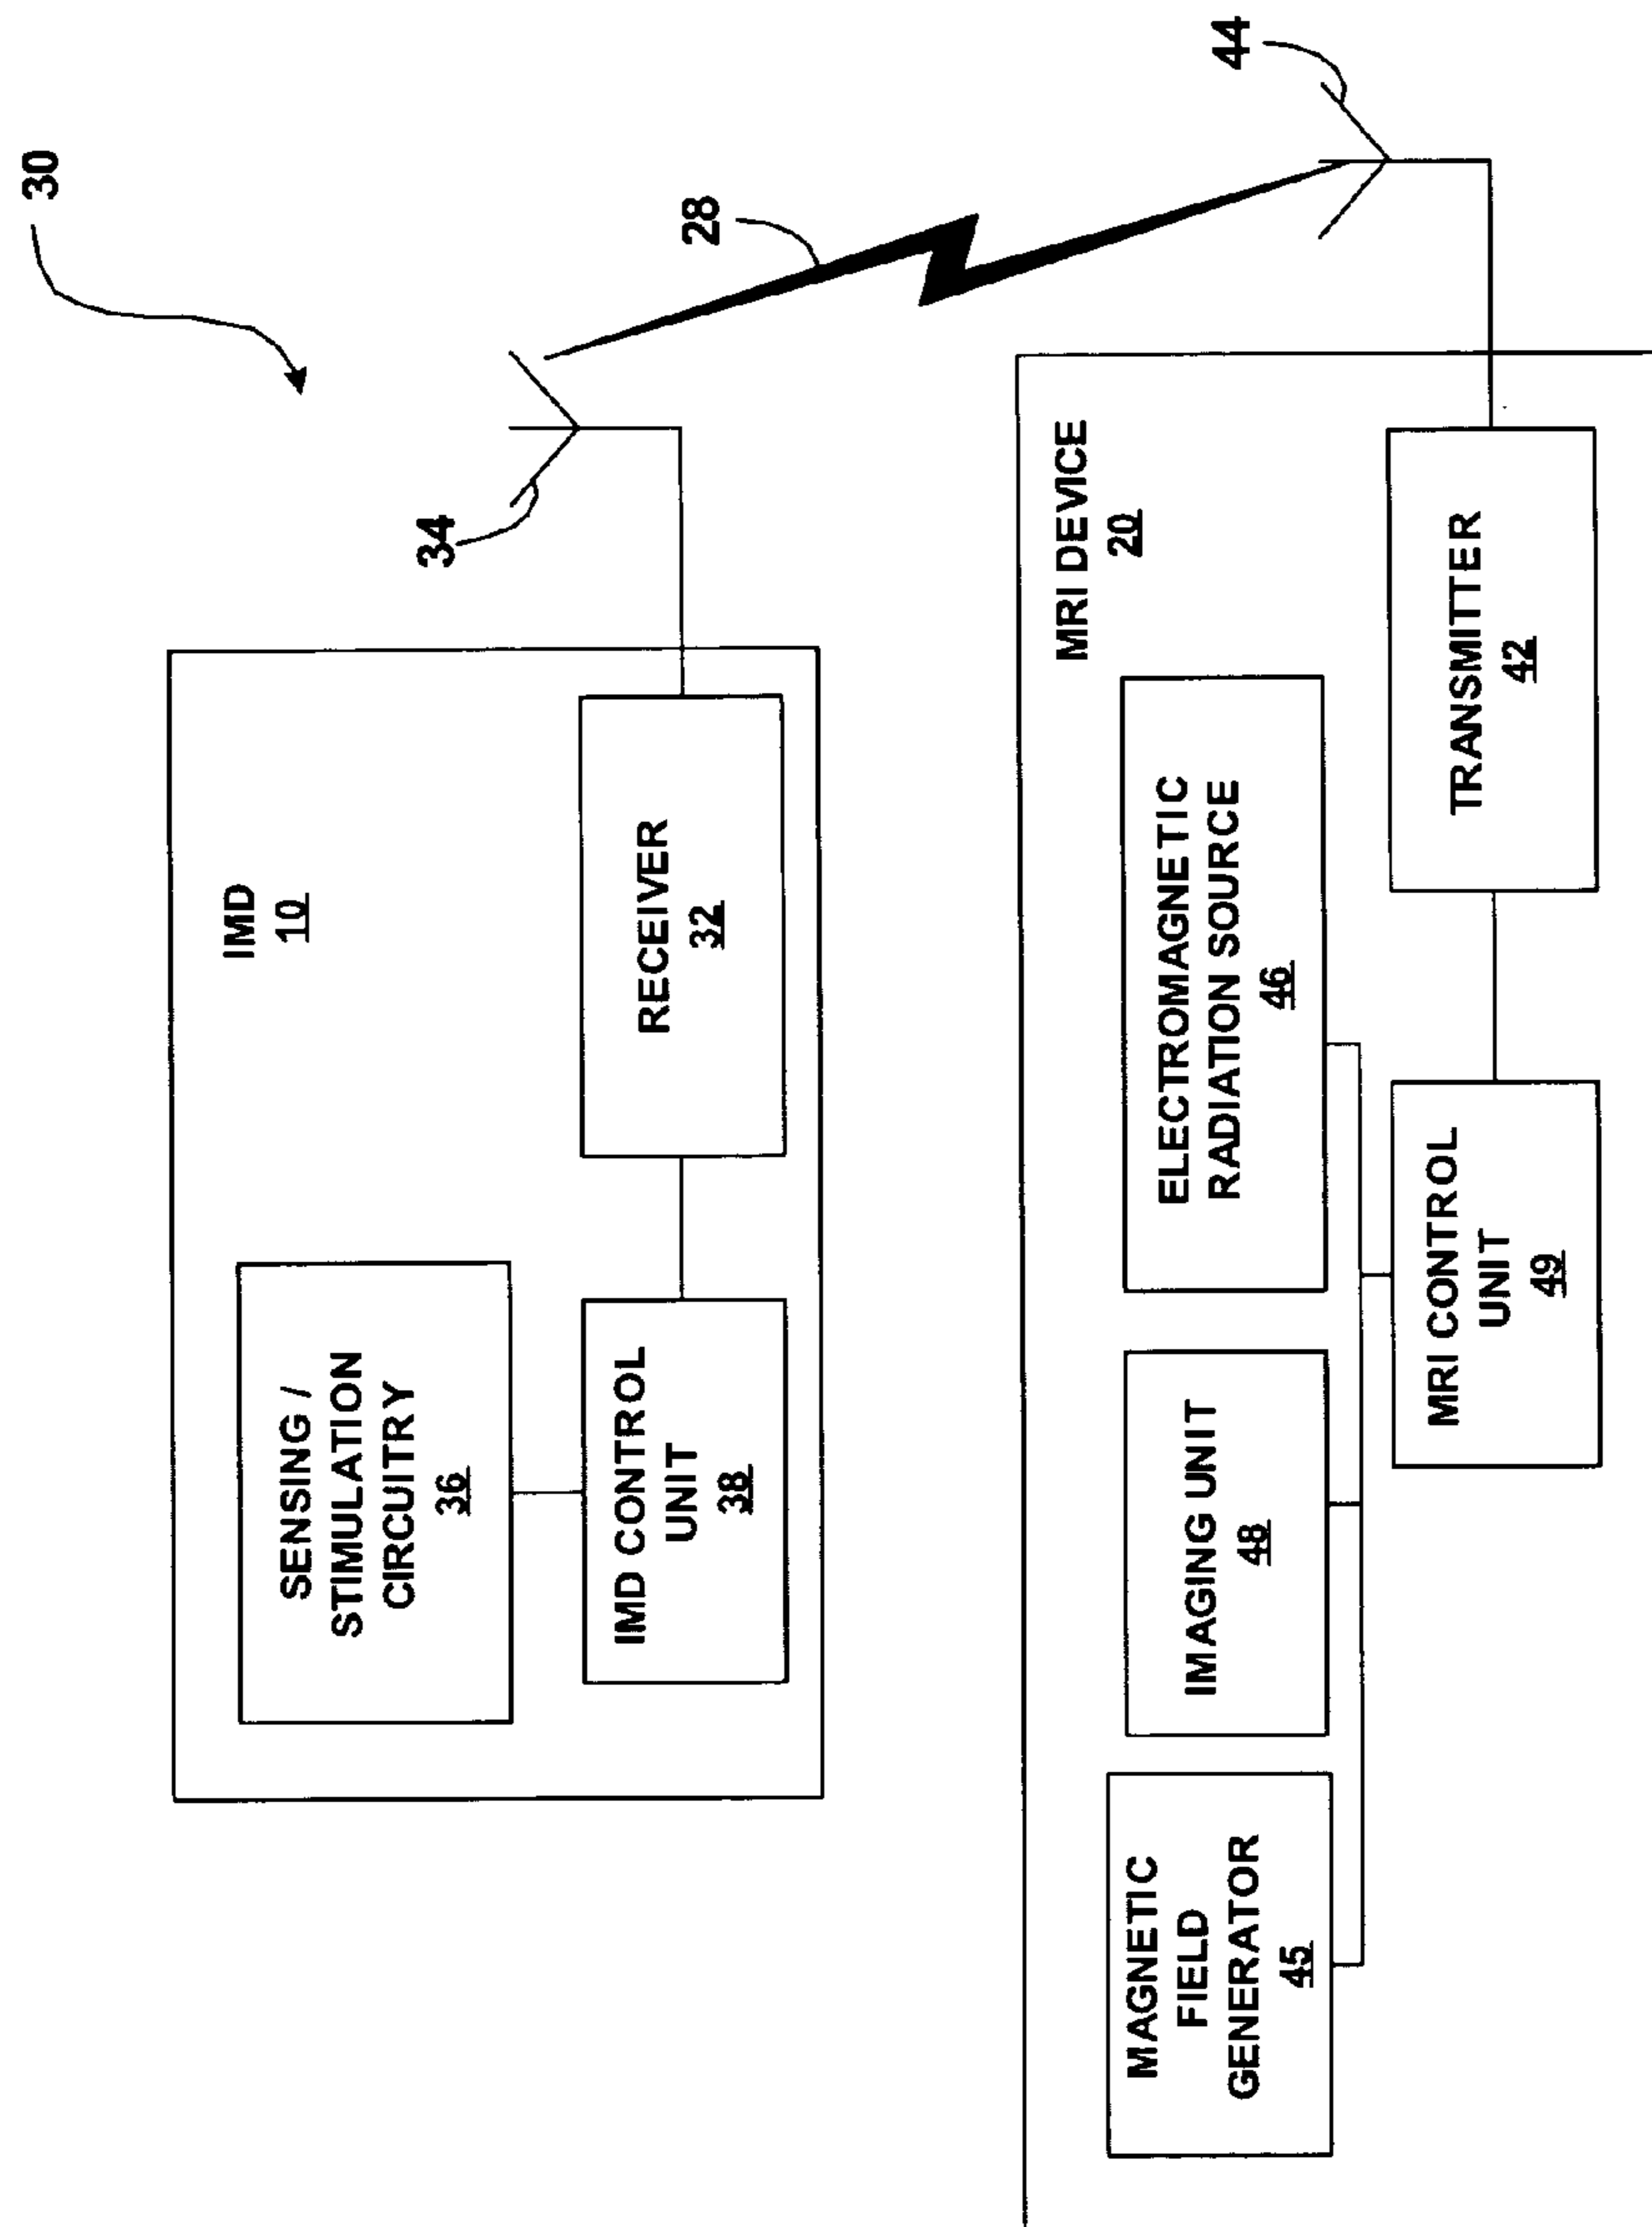 30
IMD
10
SENSING /
STIMULATION
CIRCUITRY
36
IMD CONTROL
UNIT
38
RECEIVER
32
34
28
44
MRI DEVICE
20
MAGNETIC
FIELD
GENERATOR
45
IMAGING UNIT
48
ELECTROMAGNETIC
RADIATION SOURCE
46
MRI CONTROL
UNIT
49
TRANSMITTER
42